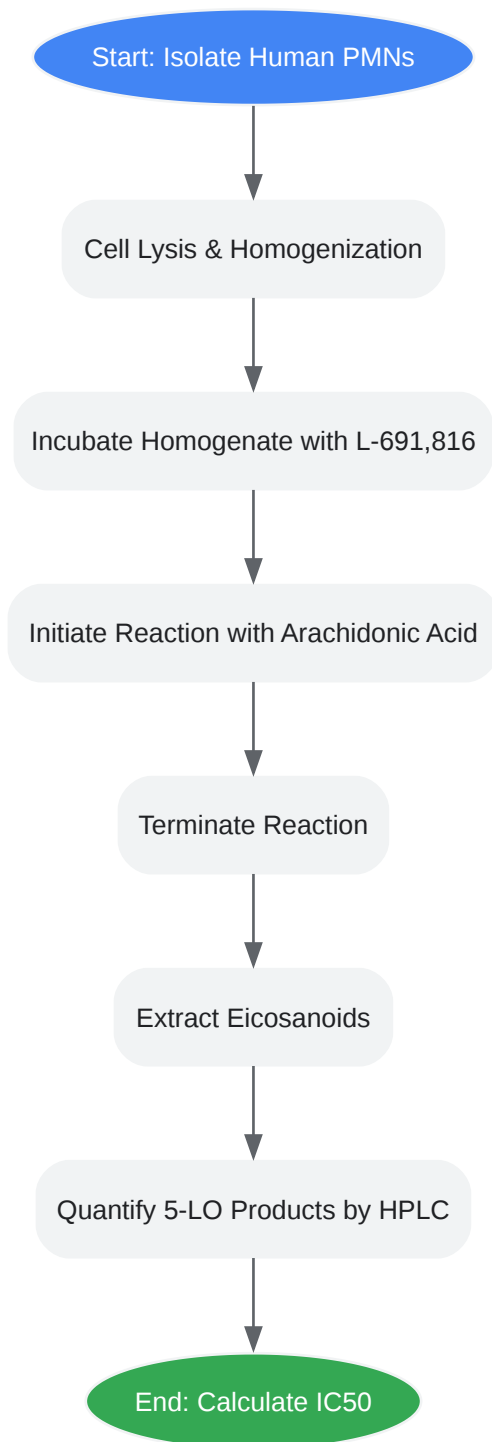 Start: Isolate Human PMNs
Cell Lysis & Homogenization
Incubate Homogenate with L-691,816
Initiate Reaction with Arachidonic Acid
Terminate Reaction
Extract Eicosanoids
Quantify 5-LO Products by HPLC
End: Calculate IC50